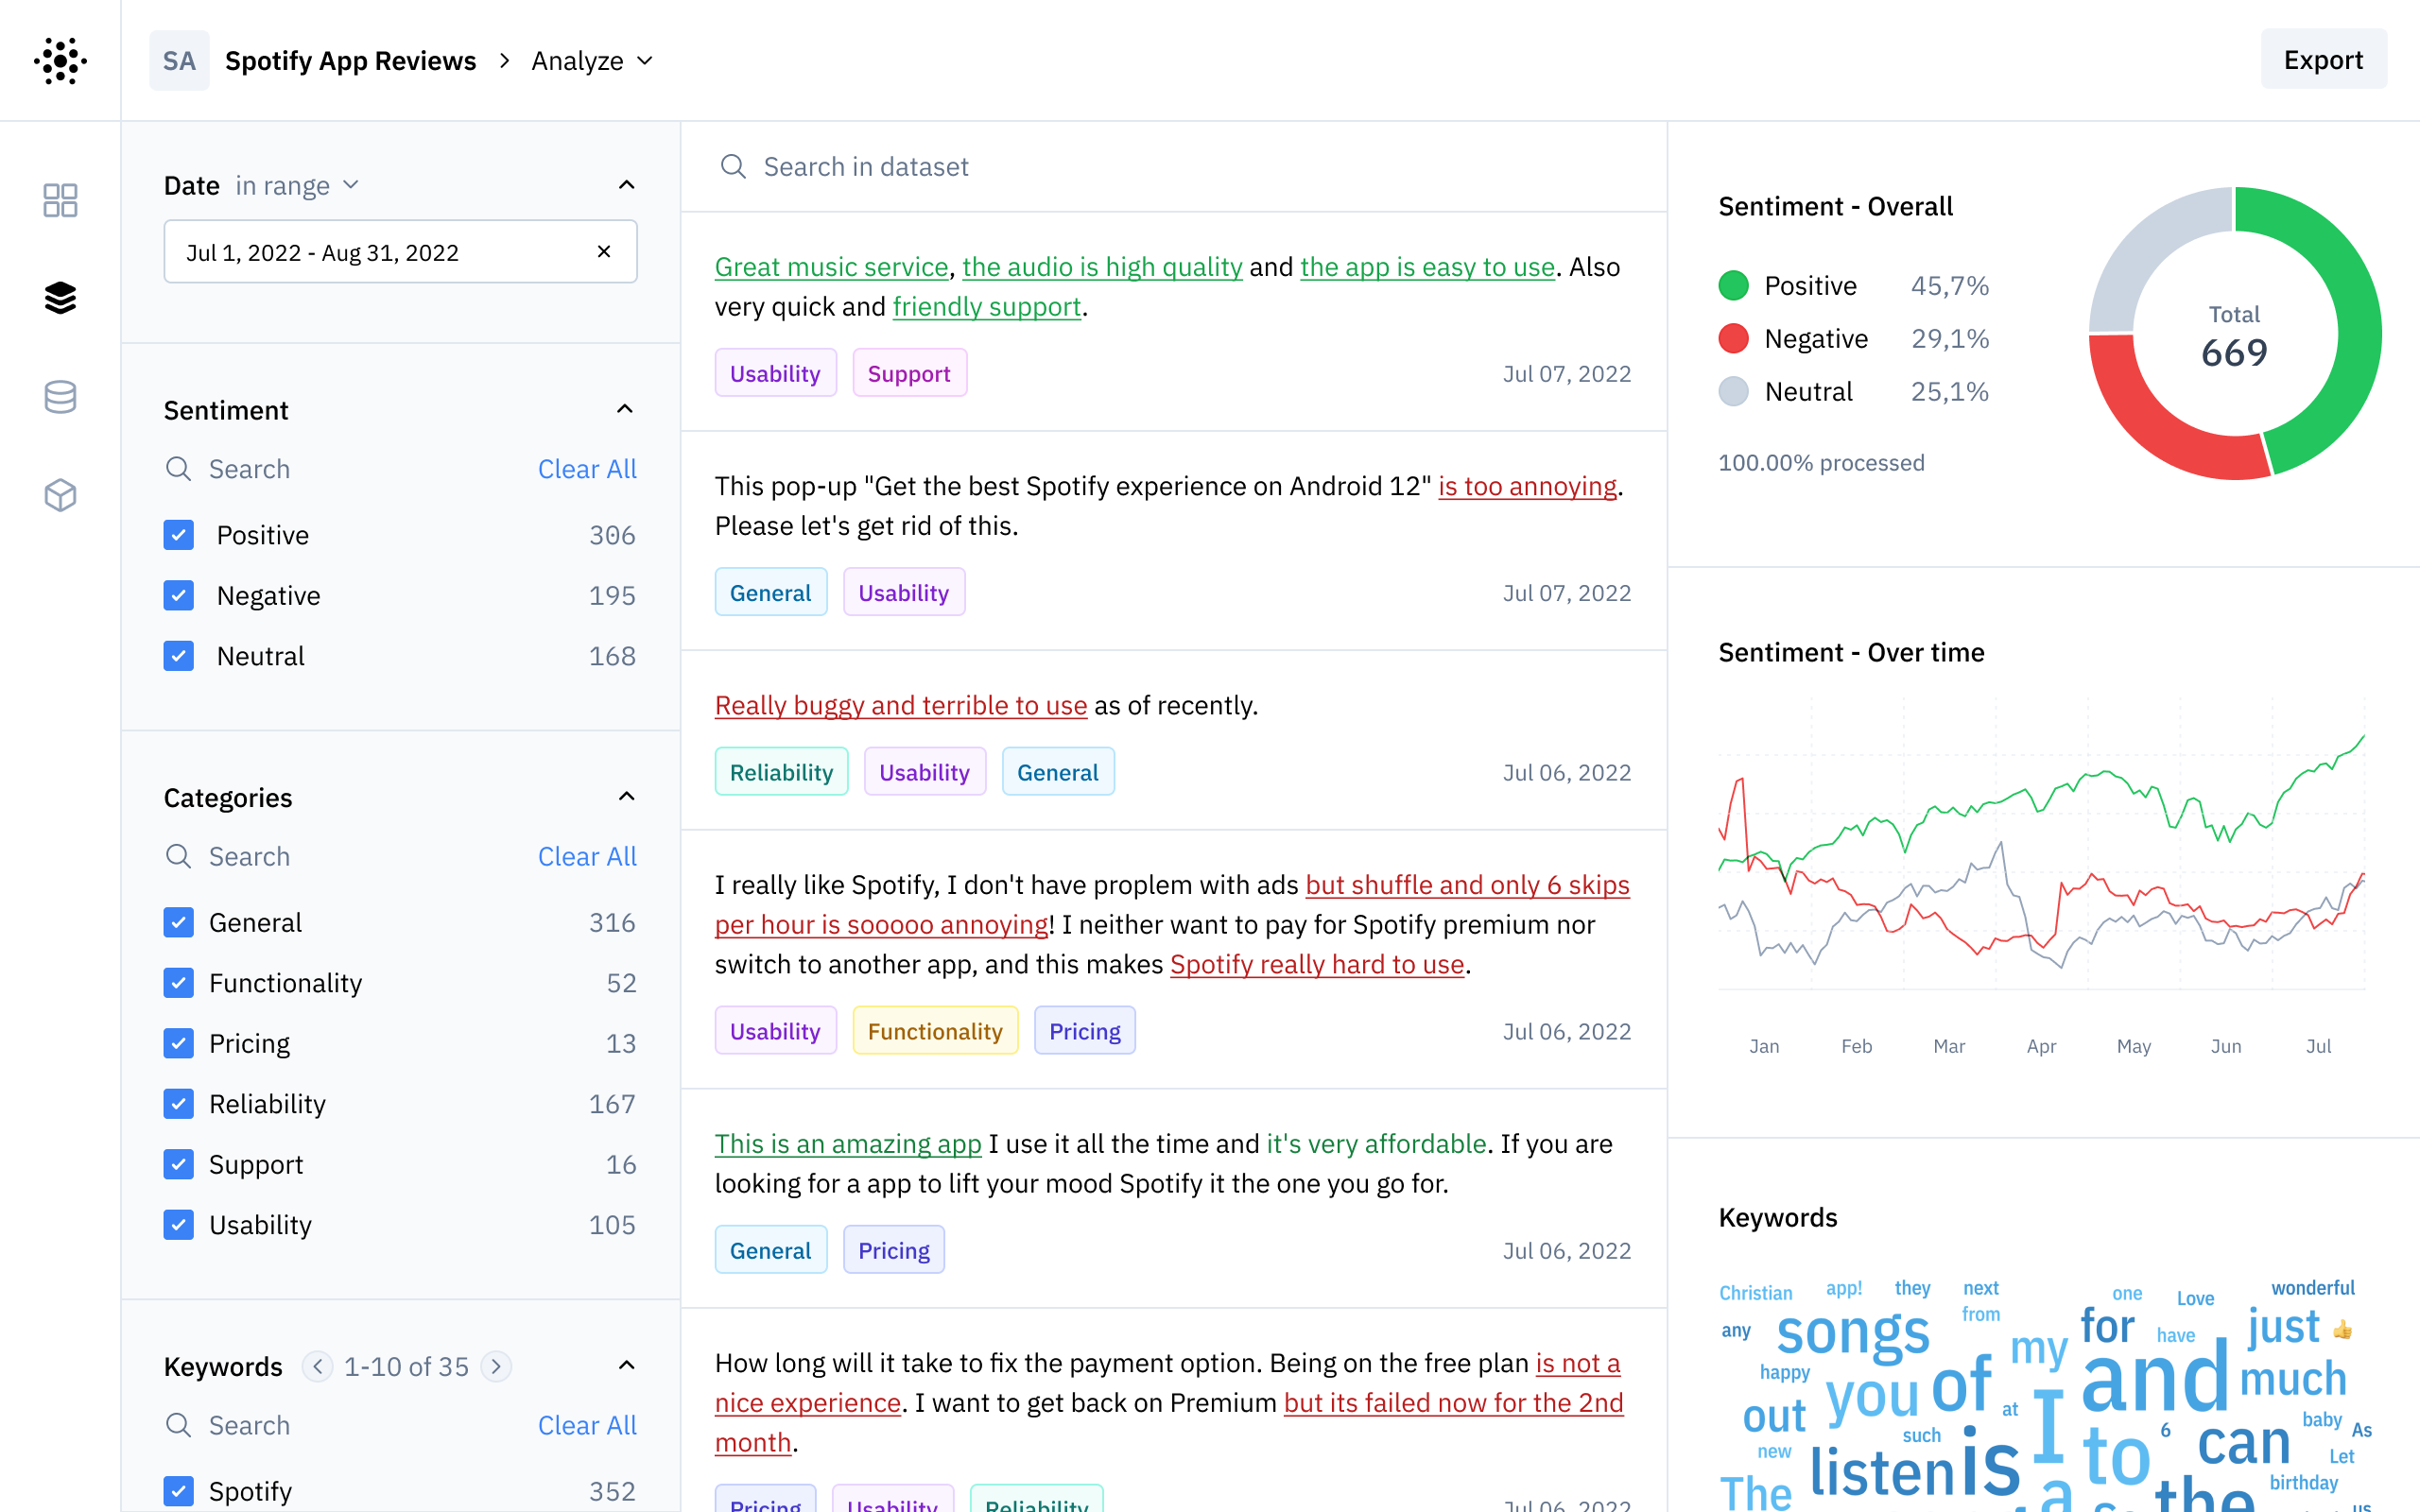 SA Spotify App Reviews > Analyze
Export
Date in range
Jul 1, 2022 - Aug 31, 2022
Sentiment
Search Clear All
Positive 306
Negative 195
Neutral 168
Categories
Search Clear All
General 316
Functionality 52
Pricing 13
Reliability 167
Support 16
Usability 105
Keywords 1-10 of 35
Search Clear All
Spotify 352
Search in dataset
Great music service, the audio is high quality and the app is easy to use. Also
very quick and friendly support.
Usability Support Jul 07, 2022
This pop-up "Get the best Spotify experience on Android 12" is too annoying.
Please let's get rid of this.
General Usability Jul 07, 2022
Really buggy and terrible to use as of recently.
Reliability Usability General Jul 06, 2022
I really like Spotify, I don't have proplem with ads but shuffle and only 6 skips
per hour is sooooo annoying! I neither want to pay for Spotify premium nor
switch to another app, and this makes Spotify really hard to use.
Usability Functionality Pricing Jul 06, 2022
This is an amazing app I use it all the time and it's very affordable. If you are
looking for a app to lift your mood Spotify it the one you go for.
General Pricing Jul 06, 2022
How long will it take to fix the payment option. Being on the free plan is not a
nice experience. I want to get back on Premium but its failed now for the 2nd
month.
Pricing Usability Reliability Jul 06, 2022
Sentiment - Overall
Positive 45,7%
Negative 29,1%
Neutral 25,1%
100.00% processed
Total
669
Sentiment - Over time
Jan Feb Mar Apr May Jun Jul
Keywords
Christian app! they next one Love wonderful
any songs from my for have just 👍
happy you of and much
out at I baby
new such 6 can As
listen is to Let
The a the birthday
us